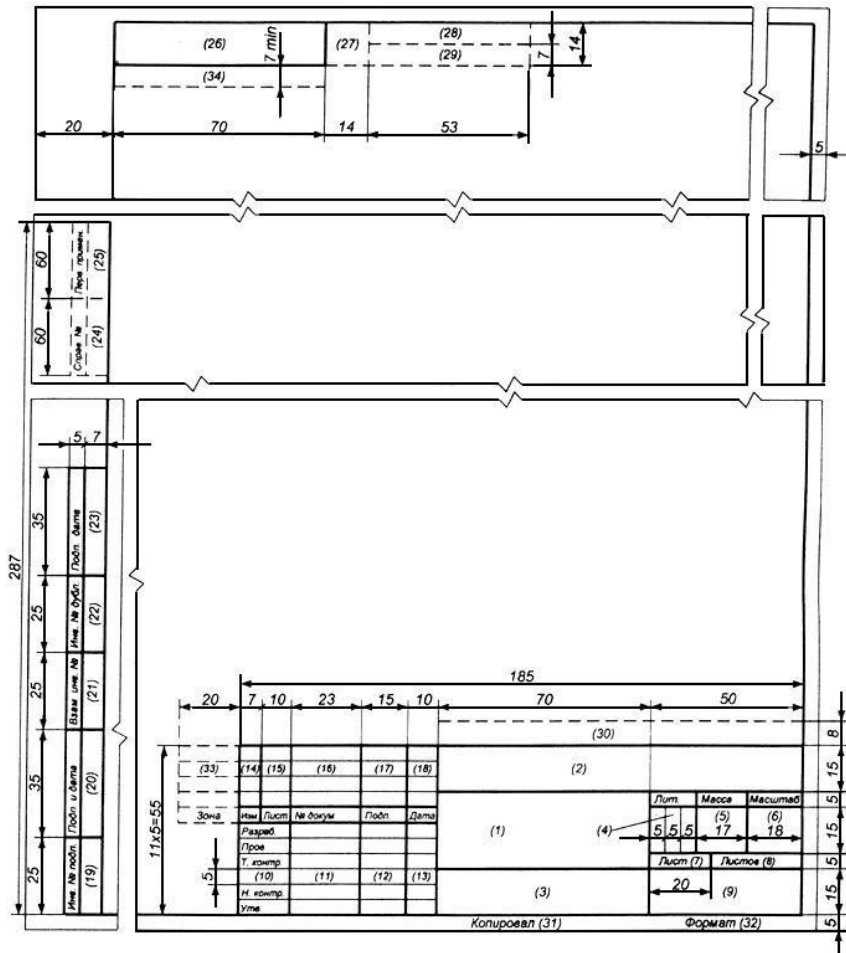 (26) (27) (28)
(29)
(34)
7 min
7
14
20 70 14 53
5
60 Перв примен. (25)
60 Справ № (24)
5 7
287
35 Подп. дата (23)
25 Инв. № дубл. (22)
25 Взам инв. № (21)
35 Подп и дата (20)
25 Инв. № подл. (19)
185
20 7 10 23 15 10 70 50
(30) 8
(33) (14) (15) (16) (17) (18) (2) 15
11x5=55
Лит. Масса Масштаб 5
Зона Изм Лист № докум Подп. Дата (1) (4) (5) (6)
5 5 5 17 18 15
Разраб.
Пров
Т. контр Лист (7) Листов (8) 5
5 (10) (11) (12) (13)
20
Н. контр. (3) (9) 15
Утв
Копировал (31) Формат (32) 5